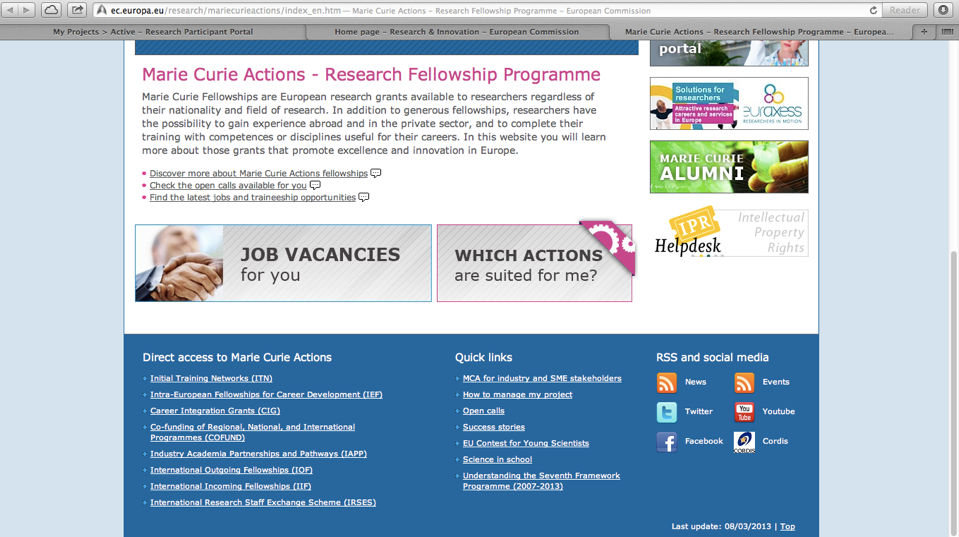 ec.europa.eu/research/mariecurieactions/index_en.htm — Marie Curie Actions – Research Fellowship Programme – European Commission
Reader
My Projects > Active – Research Participant Portal
Home page – Research & Innovation – European Commission
Marie Curie Actions – Research Fellowship Programme – Europea...
portal
Marie Curie Actions - Research Fellowship Programme
Marie Curie Fellowships are European research grants available to researchers regardless of
their nationality and field of research. In addition to generous fellowships, researchers have
the possibility to gain experience abroad and in the private sector, and to complete their
training with competences or disciplines useful for their careers. In this website you will learn
more about those grants that promote excellence and innovation in Europe.
Discover more about Marie Curie Actions fellowships
Check the open calls available for you
Find the latest jobs and traineeship opportunities
Solutions for
researchers
Attractive research
careers and services
in Europe
euraxess
RESEARCHERS IN MOTION
MARIE CURIE
ALUMNI
IPR
Helpdesk
Intellectual
Property
Rights
JOB VACANCIES
for you
WHICH ACTIONS
are suited for me?
Direct access to Marie Curie Actions
Initial Training Networks (ITN)
Intra-European Fellowships for Career Development (IEF)
Career Integration Grants (CIG)
Co-funding of Regional, National, and International
Programmes (COFUND)
Industry Academia Partnerships and Pathways (IAPP)
International Outgoing Fellowships (IOF)
International Incoming Fellowships (IIF)
International Research Staff Exchange Scheme (IRSES)
Quick links
MCA for industry and SME stakeholders
How to manage my project
Open calls
Success stories
EU Contest for Young Scientists
Science in school
Understanding the Seventh Framework
Programme (2007-2013)
RSS and social media
News
Events
Twitter
You
Tube
Youtube
Facebook
CORDIS
Cordis
Last update: 08/03/2013 | Top